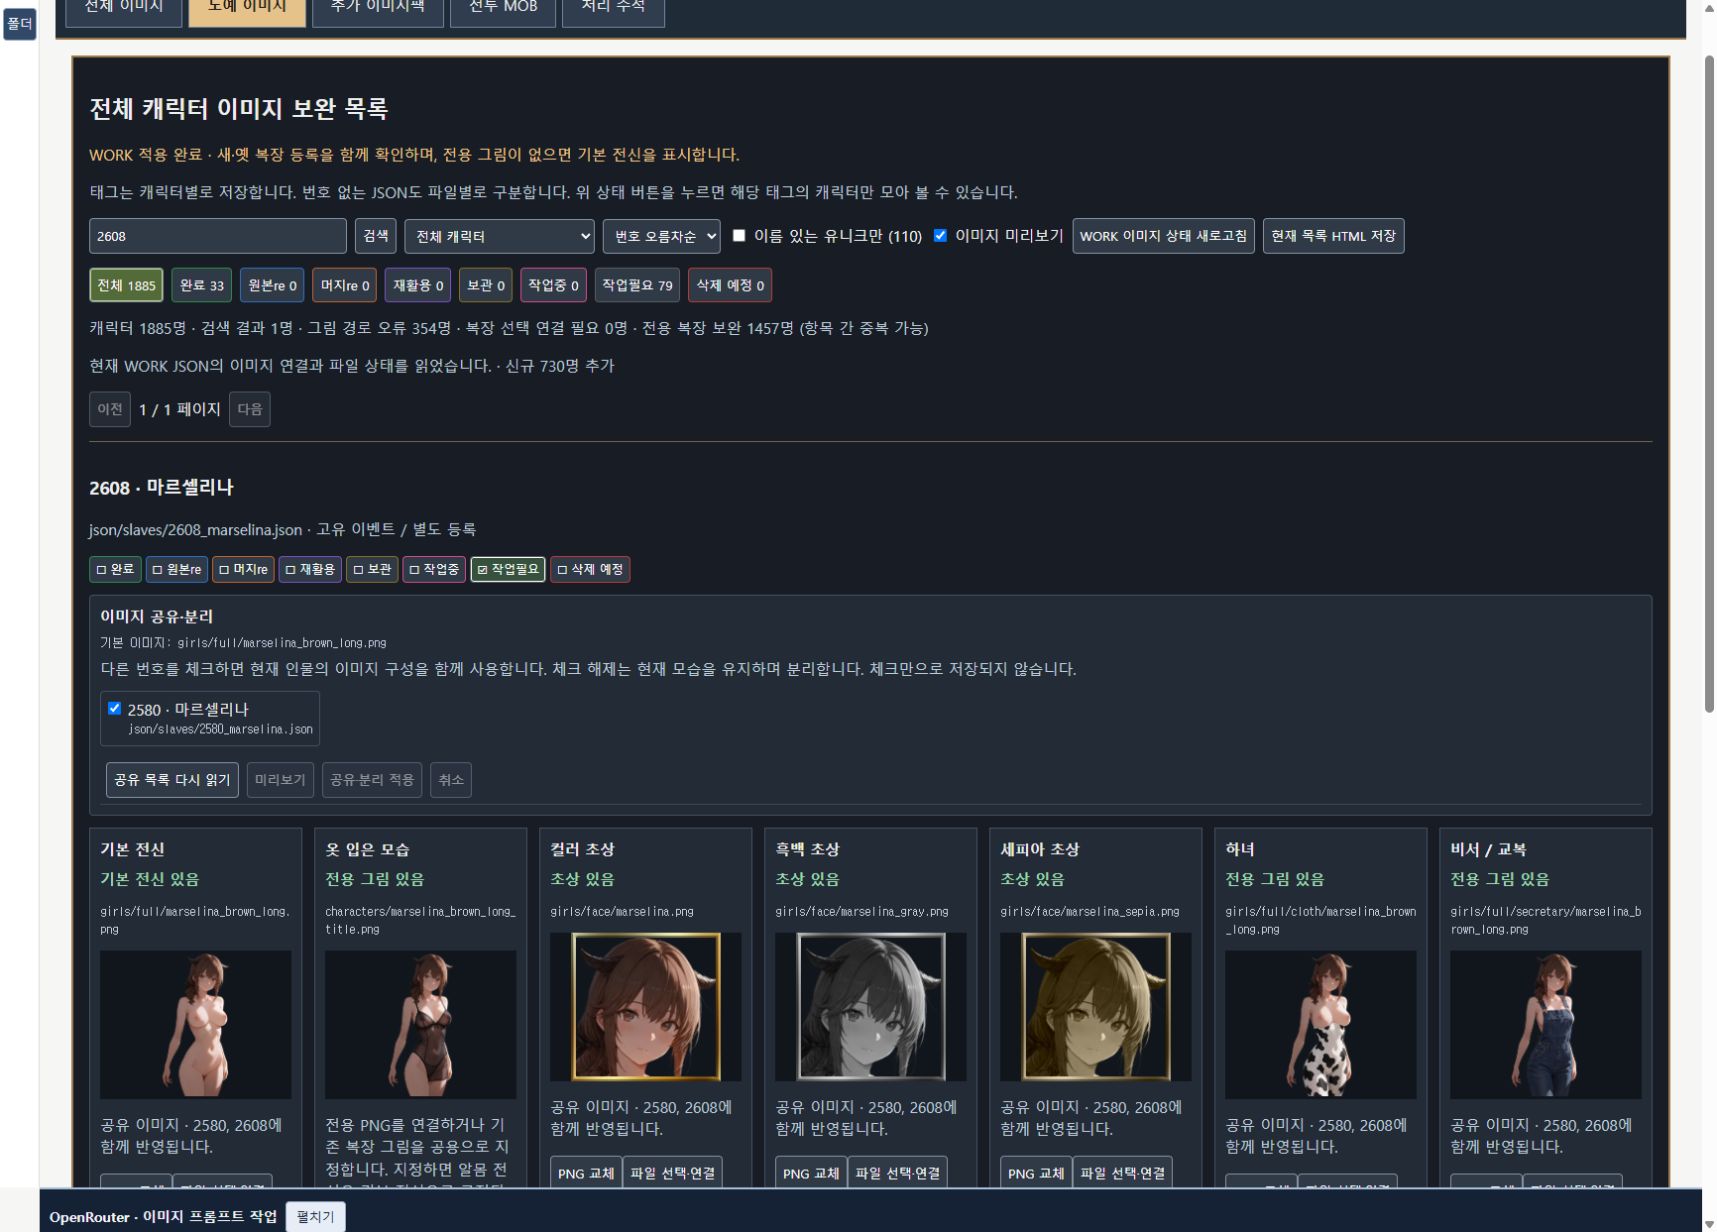 폴더
전체 이미지 노예 이미지 추가 이미지팩 전투 MOB 처리 수석
전체 캐릭터 이미지 보완 목록
WORK 적용 완료 · 새·옛 복장 등록을 함께 확인하며, 전용 그림이 없으면 기본 전신을 표시합니다.
태그는 캐릭터별로 저장합니다. 번호 없는 JSON도 파일별로 구분합니다. 위 상태 버튼을 누르면 해당 태그의 캐릭터만 모아 볼 수 있습니다.
2608 검색 전체 캐릭터 번호 오름차순 이름 있는 유니크만 (110) 이미지 미리보기 WORK 이미지 상태 새로고침 현재 목록 HTML 저장
전체 1885 완료 33 원본re 0 머지re 0 재활용 0 보관 0 작업중 0 작업필요 79 삭제 예정 0
캐릭터 1885명 · 검색 결과 1명 · 그림 경로 오류 354명 · 복장 선택 연결 필요 0명 · 전용 복장 보완 1457명 (항목 간 중복 가능)
현재 WORK JSON의 이미지 연결과 파일 상태를 읽었습니다. · 신규 730명 추가
이전 1 / 1 페이지 다음
2608 · 마르셀리나
json/slaves/2608_marselina.json · 고유 이벤트 / 별도 등록
☐ 완료 ☐ 원본re ☐ 머지re ☐ 재활용 ☐ 보관 ☐ 작업중 ☑ 작업필요 ☐ 삭제 예정
이미지 공유·분리
기본 이미지: girls/full/marselina_brown_long.png
다른 번호를 체크하면 현재 인물의 이미지 구성을 함께 사용합니다. 체크 해제는 현재 모습을 유지하며 분리합니다. 체크만으로 저장되지 않습니다.
2580 · 마르셀리나
json/slaves/2580_marselina.json
공유 목록 다시 읽기 미리보기 공유·분리 적용 취소
기본 전신
기본 전신 있음
girls/full/marselina_brown_long.
png
공유 이미지 · 2580, 2608에
함께 반영됩니다.
옷 입은 모습
전용 그림 있음
characters/marselina_brown_long_
title.png
전용 PNG를 연결하거나 기
존 복장 그림을 공용으로 지
정합니다. 지정하면 알몸 전
컬러 초상
초상 있음
girls/face/marselina.png
공유 이미지 · 2580, 2608에
함께 반영됩니다.
PNG 교체 파일 선택·연결
흑백 초상
초상 있음
girls/face/marselina_gray.png
공유 이미지 · 2580, 2608에
함께 반영됩니다.
PNG 교체 파일 선택·연결
세피아 초상
초상 있음
girls/face/marselina_sepia.png
공유 이미지 · 2580, 2608에
함께 반영됩니다.
PNG 교체 파일 선택·연결
하녀
전용 그림 있음
girls/full/cloth/marselina_brown
_long.png
공유 이미지 · 2580, 2608에
함께 반영됩니다.
비서 / 교복
전용 그림 있음
girls/full/secretary/marselina_b
rown_long.png
공유 이미지 · 2580, 2608에
함께 반영됩니다.
OpenRouter · 이미지 프롬프트 작업 펼치기